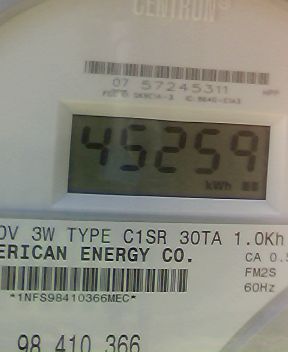 CENTRON®
07 57245311
45259
kWh
0V 3W TYPE C1SR 30TA 1.0Kh
ERICAN ENERGY CO.
CA 0.5
FM2S
60Hz
*1NFS98410366MEC*
98 410 366